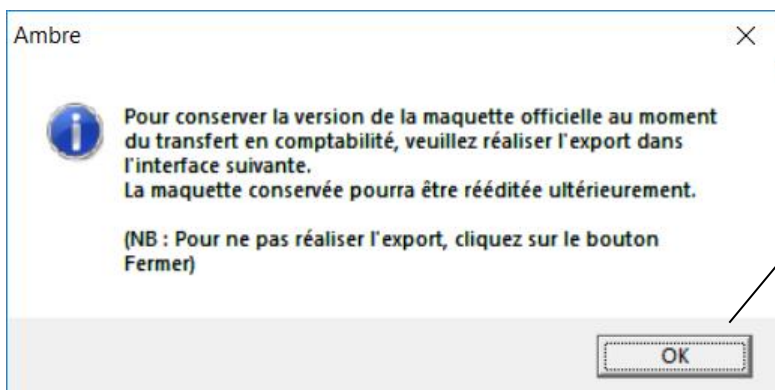 Ambre
Pour conserver la version de la maquette officielle au moment
du transfert en comptabilité, veuillez réaliser l'export dans
l'interface suivante.
La maquette conservée pourra être rééditée ultérieurement.
(NB : Pour ne pas réaliser l'export, cliquez sur le bouton
Fermer)
OK